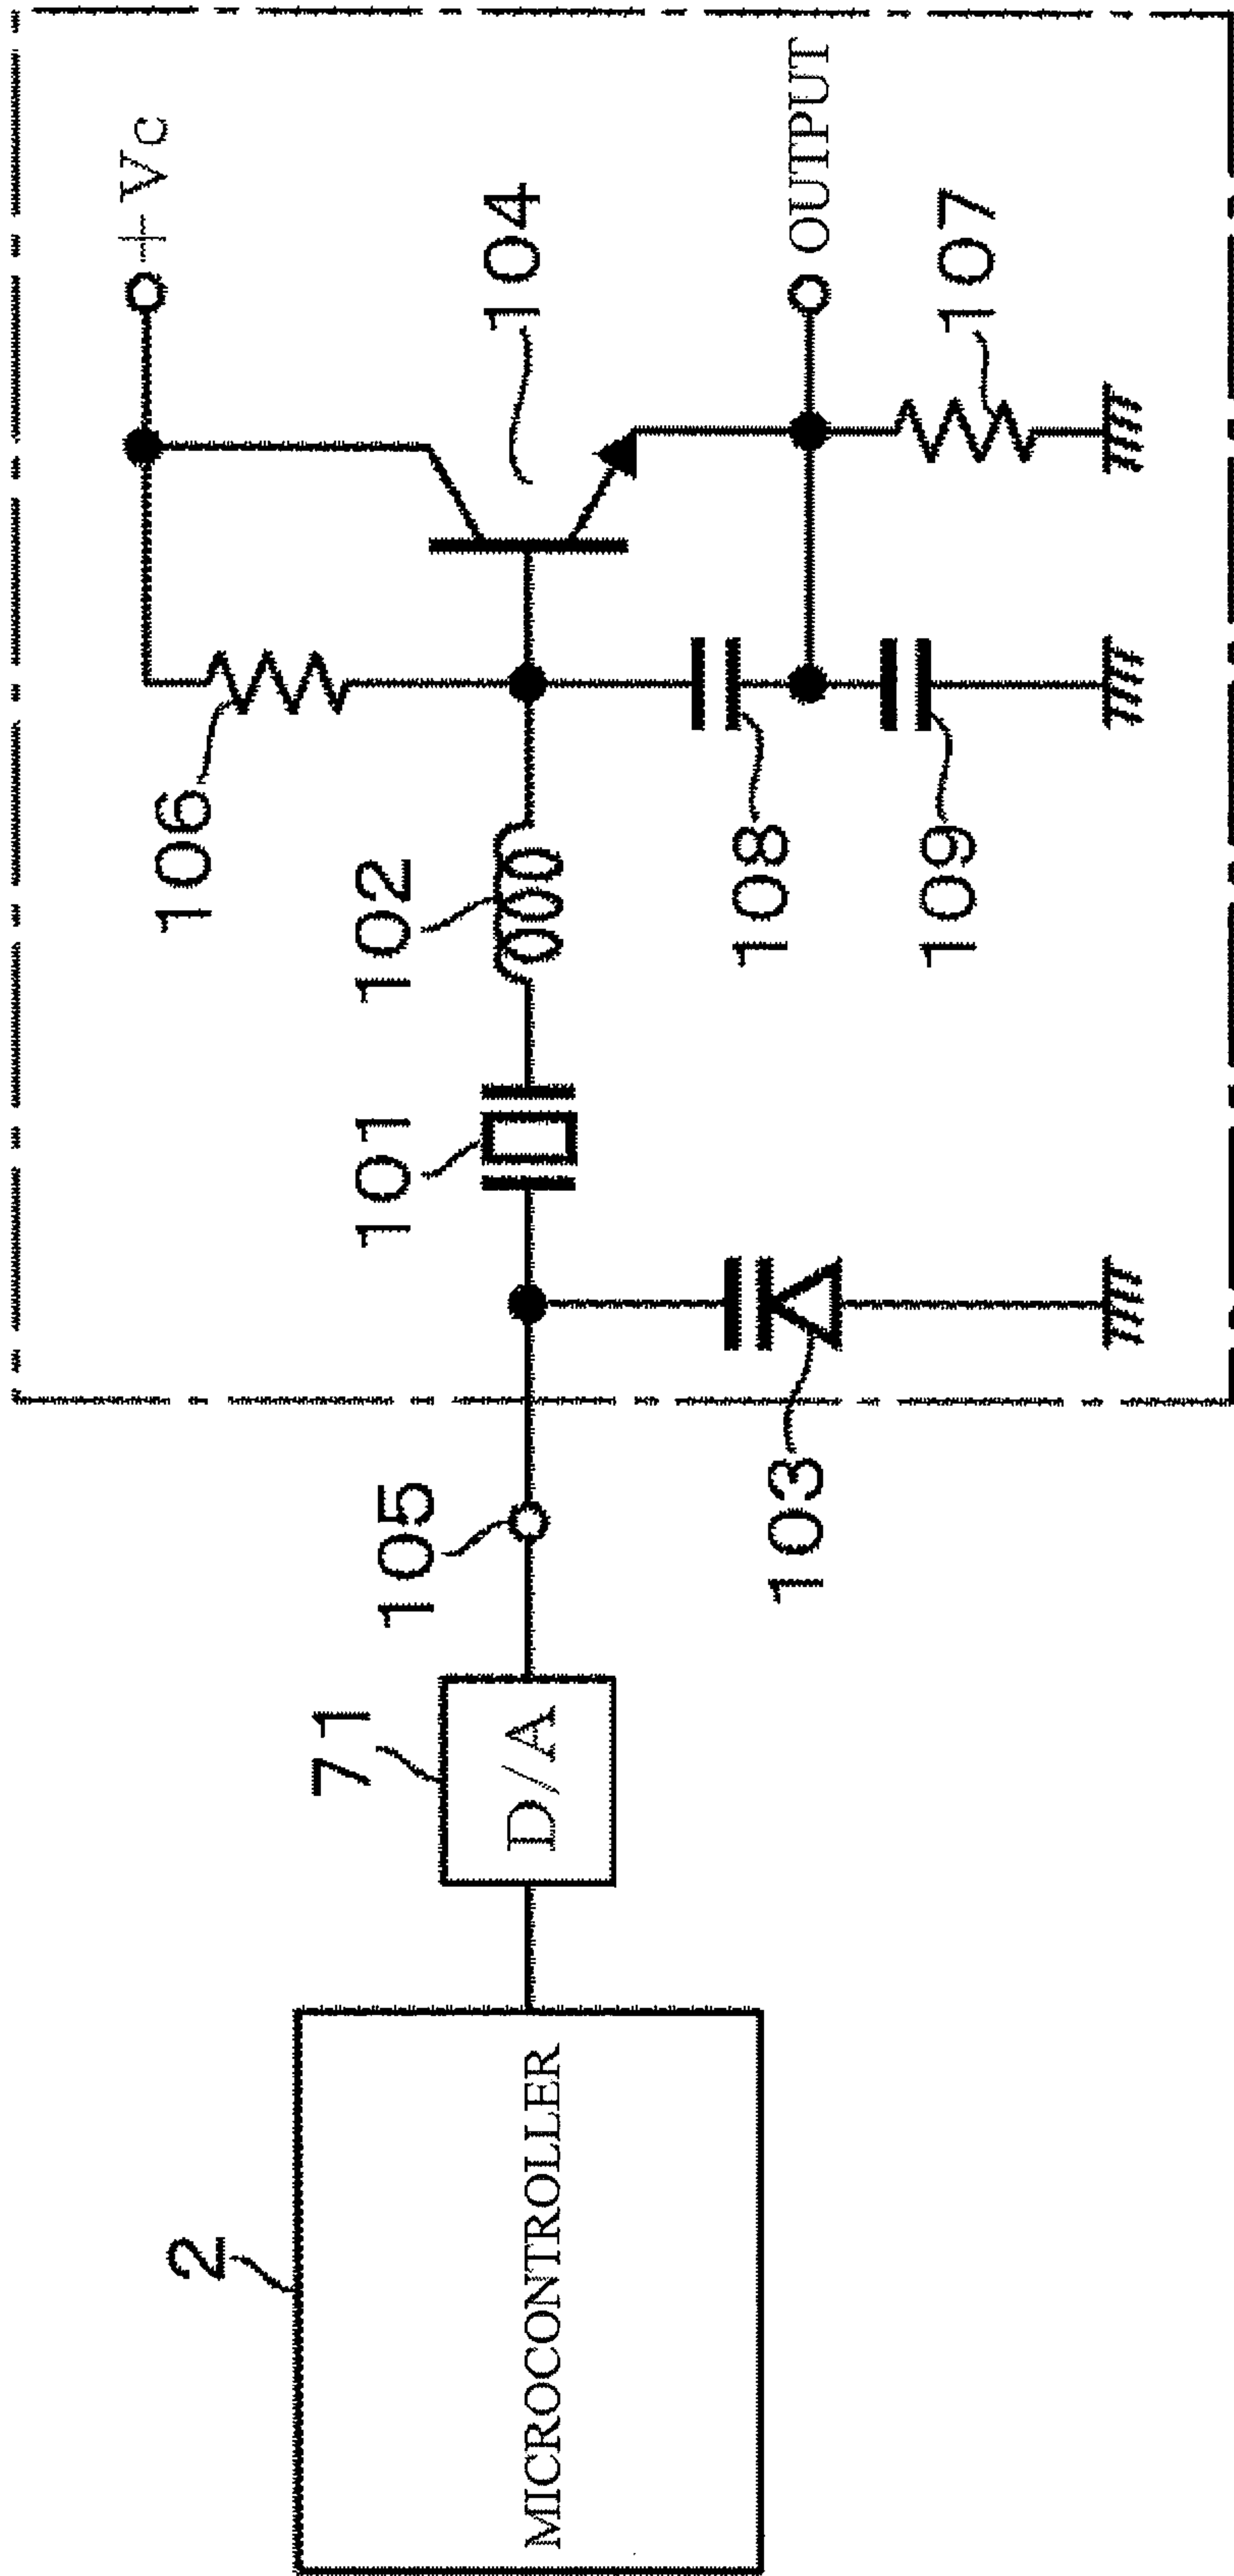 2
MICROCONTROLLER
71
D/A
105
103
101
102
106
108
109
104
107
+Vc
OUTPUT